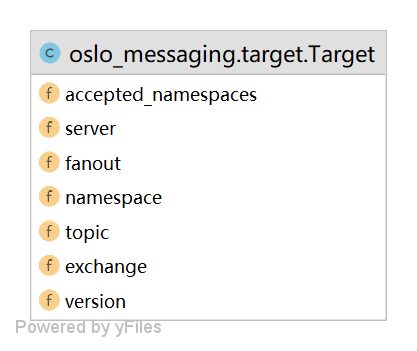 c oslo_messaging.target.Target
f accepted_namespaces
f server
f fanout
f namespace
f topic
f exchange
f version
Powered by yFiles